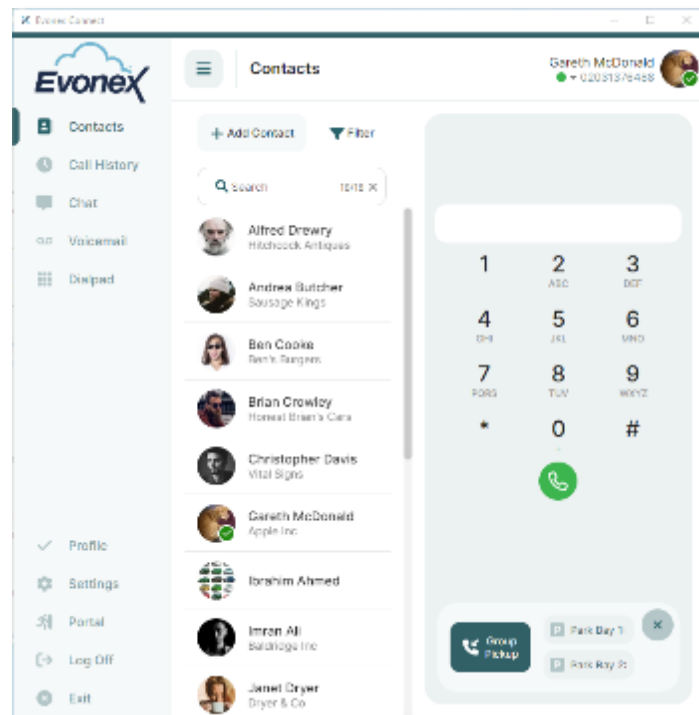 Evonex Connect
Evonex
Contacts
Gareth McDonald
02031376468
Contacts
Call History
Chat
Voicemail
Dialpad
+ Add Contact
Filter
Search
Alfred Drewry
Hitchcock Antiques
Andrea Butcher
Sausage Kings
Ben Cooke
Ben's Burgers
Brian Crowley
Honest Brian's Cars
Christopher Davis
Vital Signs
Gareth McDonald
Apple Inc
Ibrahim Ahmed
Imran Ali
Baldridge Inc
Janet Dryer
Dryer & Co
1
2
ABC
3
DEF
4
GHI
5
JKL
6
MNO
7
PQRS
8
TUV
9
WXYZ
*
0
#
Group
Pickup
P Park Bay 1
P Park Bay 2
Profile
Settings
Portal
Log Off
Exit